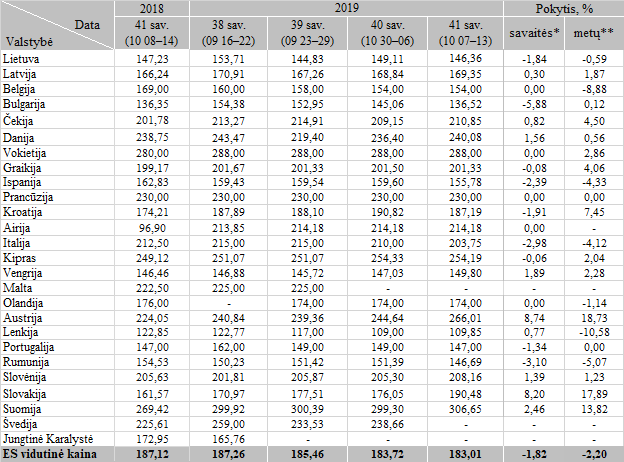 Data 2018 2019 Pokytis, %
Valstybė 41 sav. (10 08–14) 38 sav. (09 16–22) 39 sav. (09 23–29) 40 sav. (10 30–06) 41 sav. (10 07–13) savaitės* metų**
Lietuva 147,23 153,71 144,83 149,11 146,36 -1,84 -0,59
Latvija 166,24 170,91 167,26 168,84 169,35 0,30 1,87
Belgija 169,00 160,00 158,00 154,00 154,00 0,00 -8,88
Bulgarija 136,35 154,38 152,95 145,06 136,52 -5,88 0,12
Čekija 201,78 213,27 214,91 209,15 210,85 0,82 4,50
Danija 238,75 243,47 219,40 236,40 240,08 1,56 0,56
Vokietija 280,00 288,00 288,00 288,00 288,00 0,00 2,86
Graikija 199,17 201,67 201,33 201,50 201,33 -0,08 4,06
Ispanija 162,83 159,43 159,54 159,60 155,78 -2,39 -4,33
Prancūzija 230,00 230,00 230,00 230,00 230,00 0,00 0,00
Kroatija 174,21 187,89 188,10 190,82 187,19 -1,91 7,45
Airija 96,90 213,85 214,18 214,18 214,18 0,00 -
Italija 212,50 215,00 215,00 210,00 203,75 -2,98 -4,12
Kipras 249,12 251,07 251,07 254,33 254,19 -0,06 2,04
Vengrija 146,46 146,88 145,72 147,03 149,80 1,89 2,28
Malta 222,50 225,00 225,00 - - - -
Olandija 176,00 - 174,00 174,00 174,00 0,00 -1,14
Austrija 224,05 240,84 239,36 244,64 266,01 8,74 18,73
Lenkija 122,85 122,77 117,00 109,00 109,85 0,77 -10,58
Portugalija 147,00 162,00 149,00 149,00 147,00 -1,34 0,00
Rumunija 154,53 150,23 151,42 151,39 146,69 -3,10 -5,07
Slovėnija 205,63 201,81 205,87 205,30 208,16 1,39 1,23
Slovakija 161,57 170,97 177,51 176,05 190,48 8,20 17,89
Suomija 269,42 299,92 300,39 299,30 306,65 2,46 13,82
Švedija 225,61 259,00 233,53 238,66 - - -
Jungtinė Karalystė 172,95 165,76 - - - - -
ES vidutinė kaina 187,12 187,26 185,46 183,72 183,01 -1,82 -2,20